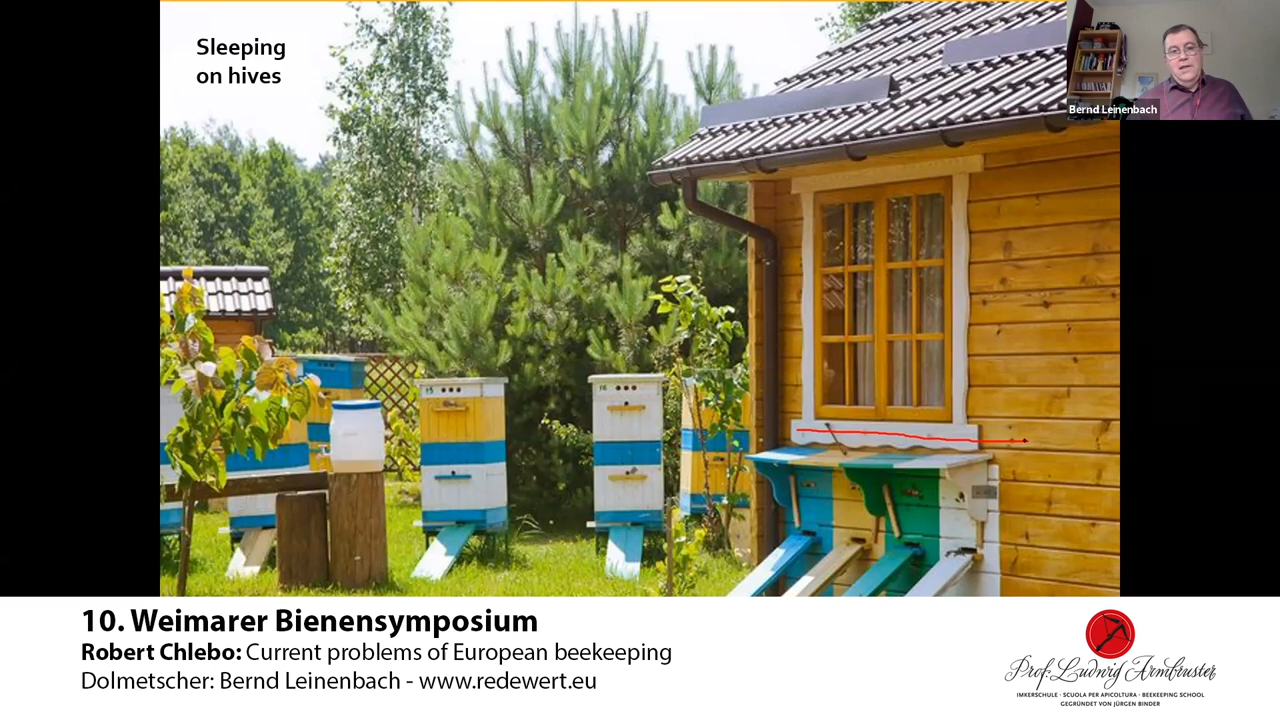 Sleeping
on hives
Bernd Leinenbach
10. Weimarer Bienensymposium
Robert Chlebo: Current problems of European beekeeping
Dolmetscher: Bernd Leinenbach - www.redewert.eu
Prof. Ludwig Armbruster
IMKERSCHULE · SCUOLA PER APICOLTURA · BEEKEEPING SCHOOL
GEGRÜNDET VON JÜRGEN BINDER